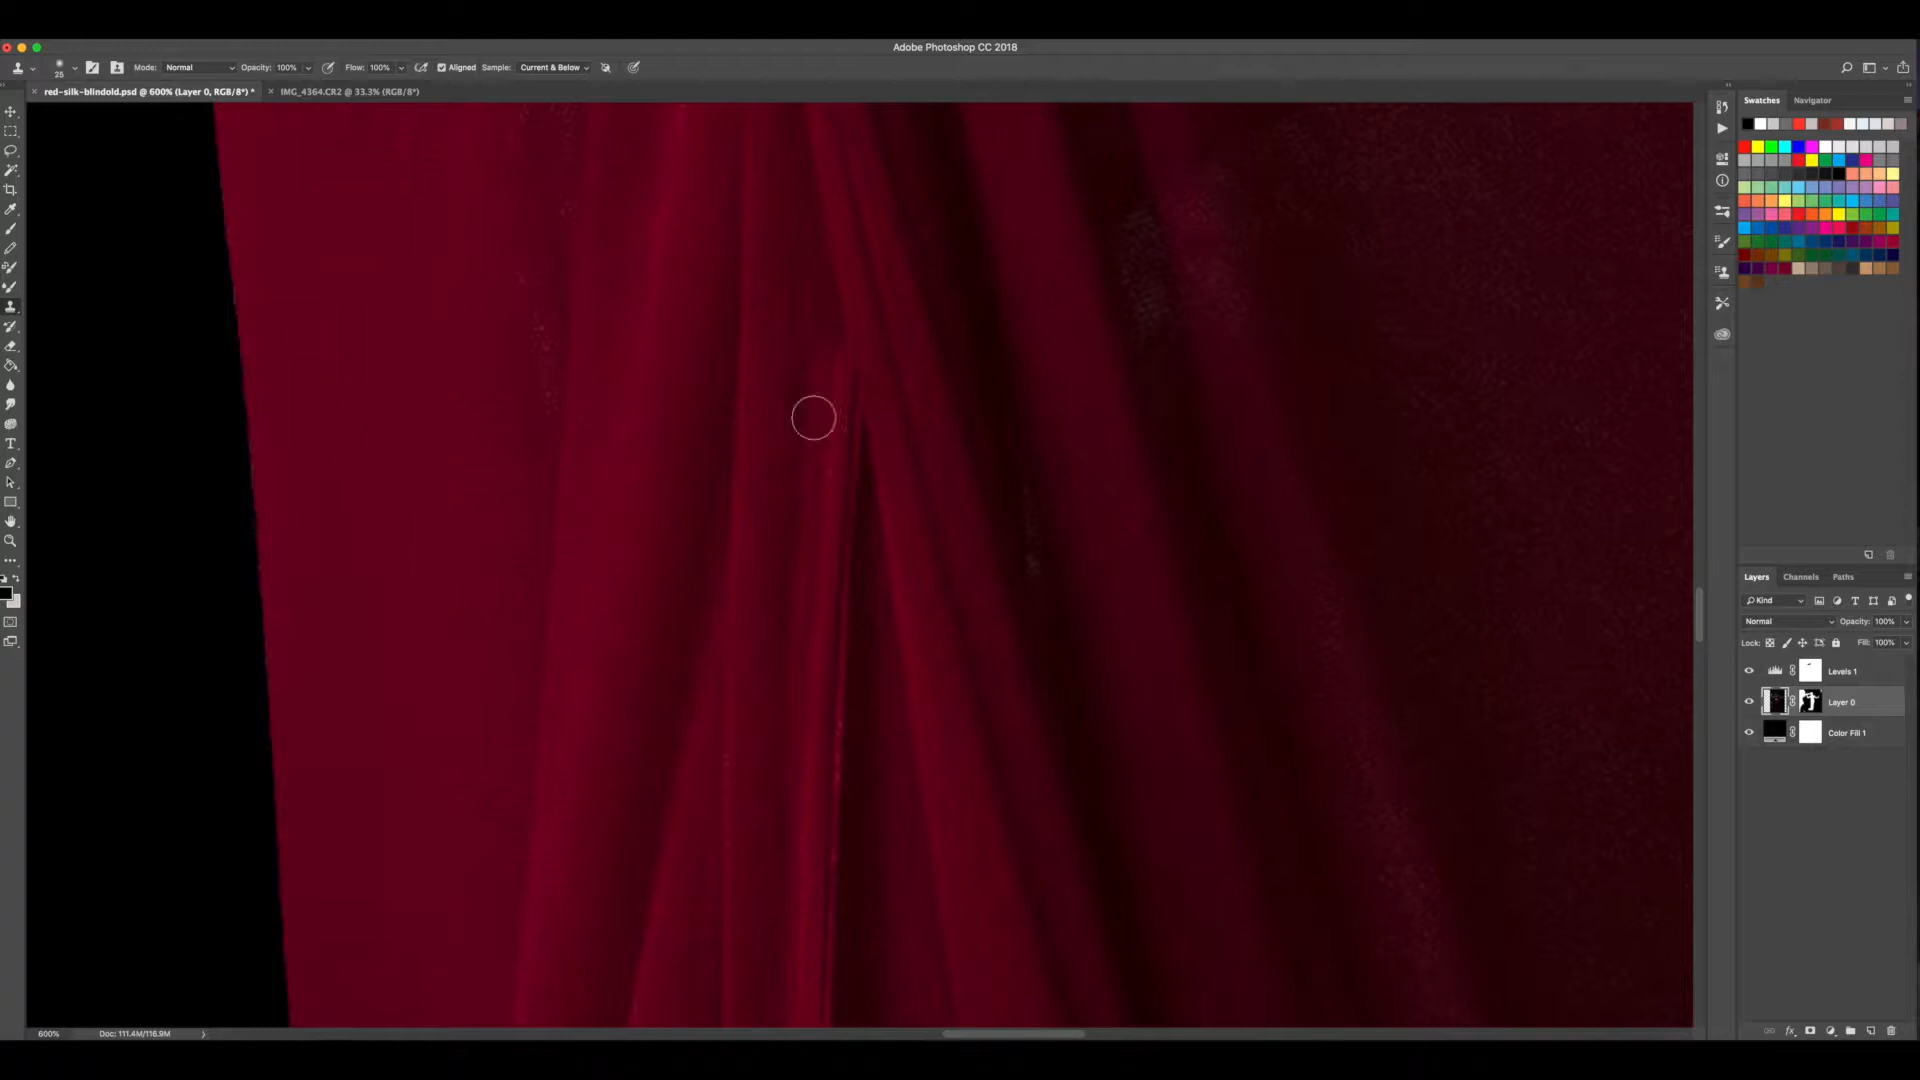 Adobe Photoshop CC 2018
25 Mode: Normal Opacity: 100% Flow: 100% Aligned Sample: Current & Below
red-silk-blindold.psd @ 600% (Layer 0, RGB/8*) * IMG_4364.CR2 @ 33.3% (RGB/8*)
Swatches Navigator
Layers Channels Paths
Kind
Normal Opacity: 100%
Lock: Fill: 100%
Levels 1
Layer 0
Color Fill 1
600% Doc: 111.4M/116.9M